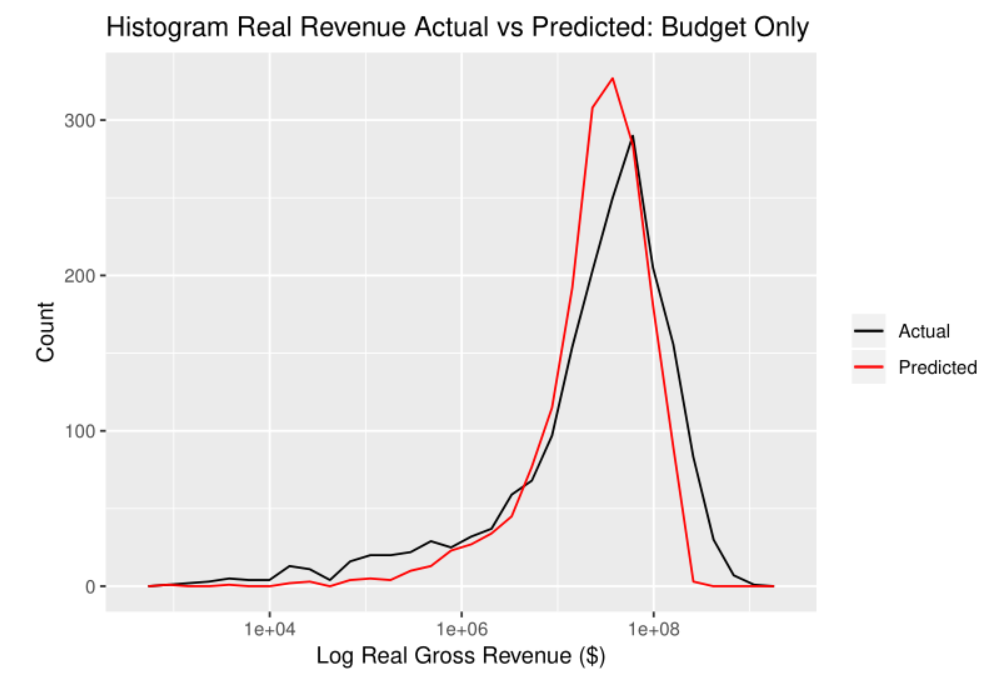 Histogram Real Revenue Actual vs Predicted: Budget Only
300
200
100
0
Count
1e+04 1e+06 1e+08
Log Real Gross Revenue ($)
Actual
Predicted